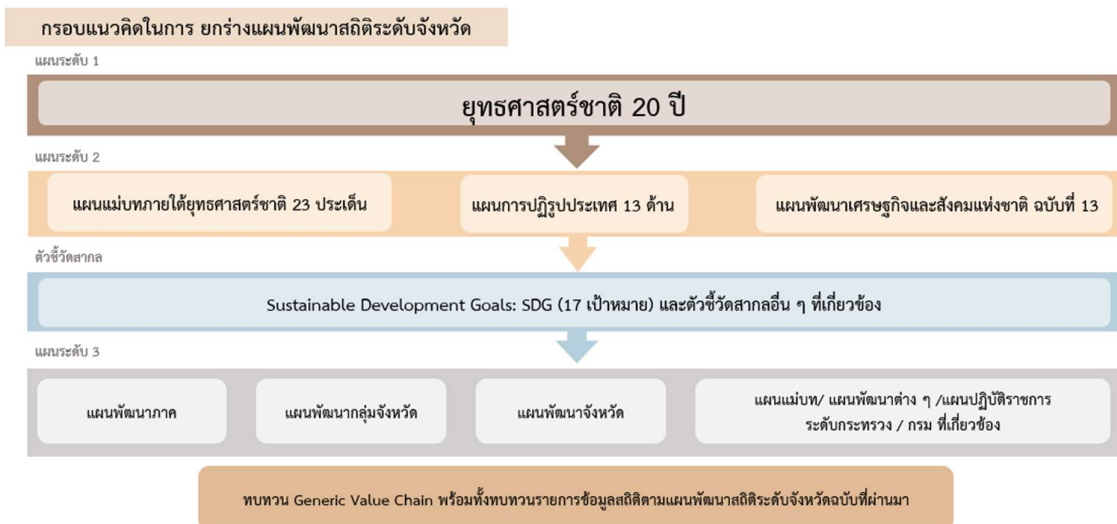 กรอบแนวคิดในการ ยกร่างแผนพัฒนาสถิติระดับจังหวัด
แผนระดับ 1
ยุทธศาสตร์ชาติ 20 ปี
แผนระดับ 2
แผนแม่บทภายใต้ยุทธศาสตร์ชาติ 23 ประเด็น
แผนการปฏิรูปประเทศ 13 ด้าน
แผนพัฒนาเศรษฐกิจและสังคมแห่งชาติ ฉบับที่ 13
ตัวชี้วัดสากล
Sustainable Development Goals: SDG (17 เป้าหมาย) และตัวชี้วัดสากลอื่น ๆ ที่เกี่ยวข้อง
แผนระดับ 3
แผนพัฒนาภาค
แผนพัฒนากลุ่มจังหวัด
แผนพัฒนาจังหวัด
แผนแม่บท/ แผนพัฒนาต่าง ๆ /แผนปฏิบัติราชการ
ระดับกระทรวง / กรม ที่เกี่ยวข้อง
ทบทวน Generic Value Chain พร้อมทั้งทบทวนรายการข้อมูลสถิติตามแผนพัฒนาสถิติระดับจังหวัดฉบับที่ผ่านมา